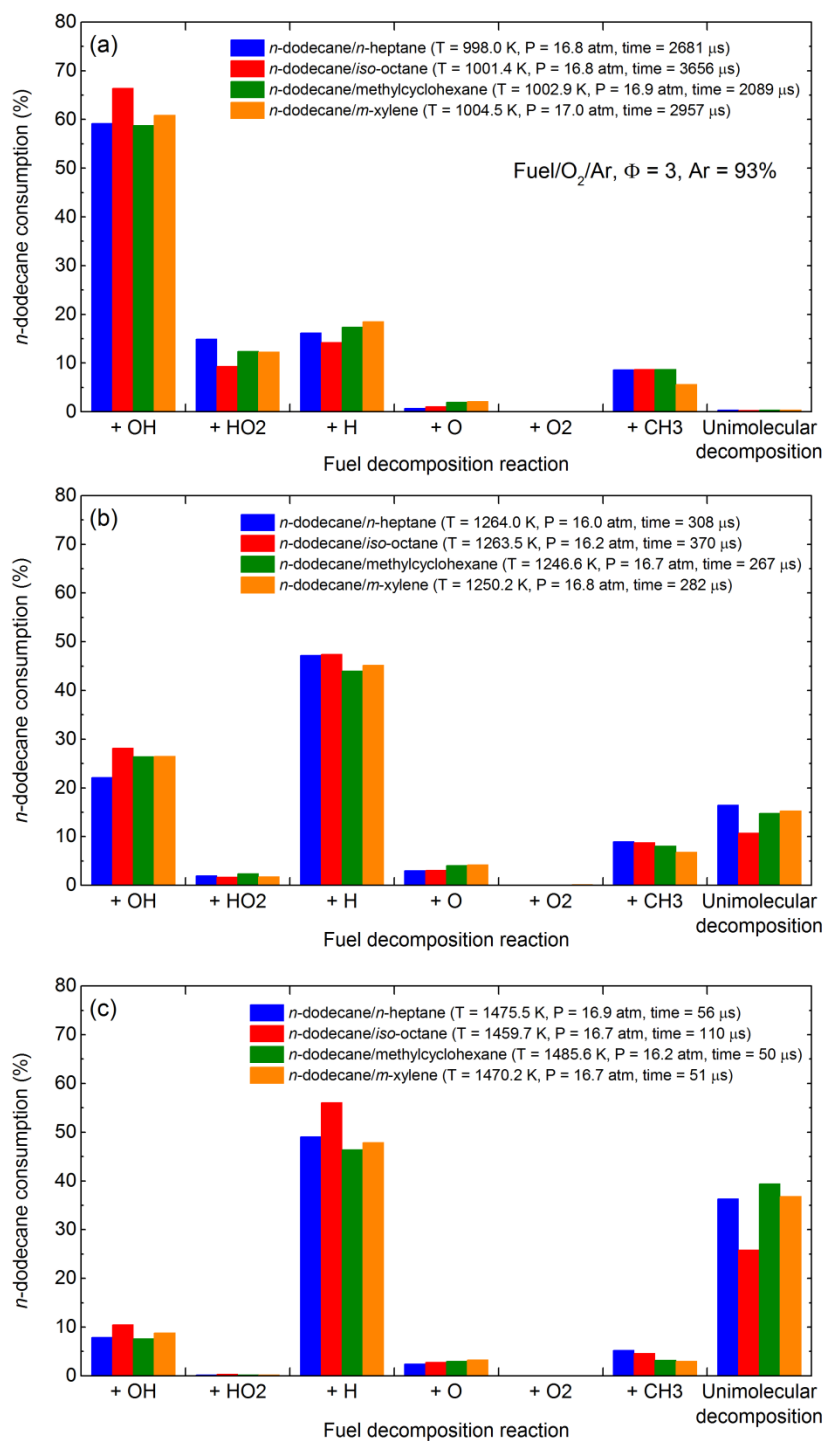 (a)
n-dodecane/n-heptane (T = 998.0 K, P = 16.8 atm, time = 2681 μs)
n-dodecane/iso-octane (T = 1001.4 K, P = 16.8 atm, time = 3656 μs)
n-dodecane/methylcyclohexane (T = 1002.9 K, P = 16.9 atm, time = 2089 μs)
n-dodecane/m-xylene (T = 1004.5 K, P = 17.0 atm, time = 2957 μs)
Fuel/O₂/Ar, Φ = 3, Ar = 93%
n-dodecane consumption (%)
80
70
60
50
40
30
20
10
0
+ OH + HO2 + H + O + O2 + CH3 Unimolecular
decomposition
Fuel decomposition reaction
(b)
n-dodecane/n-heptane (T = 1264.0 K, P = 16.0 atm, time = 308 μs)
n-dodecane/iso-octane (T = 1263.5 K, P = 16.2 atm, time = 370 μs)
n-dodecane/methylcyclohexane (T = 1246.6 K, P = 16.7 atm, time = 267 μs)
n-dodecane/m-xylene (T = 1250.2 K, P = 16.8 atm, time = 282 μs)
n-dodecane consumption (%)
80
70
60
50
40
30
20
10
0
+ OH + HO2 + H + O + O2 + CH3 Unimolecular
decomposition
Fuel decomposition reaction
(c)
n-dodecane/n-heptane (T = 1475.5 K, P = 16.9 atm, time = 56 μs)
n-dodecane/iso-octane (T = 1459.7 K, P = 16.7 atm, time = 110 μs)
n-dodecane/methylcyclohexane (T = 1485.6 K, P = 16.2 atm, time = 50 μs)
n-dodecane/m-xylene (T = 1470.2 K, P = 16.7 atm, time = 51 μs)
n-dodecane consumption (%)
80
70
60
50
40
30
20
10
0
+ OH + HO2 + H + O + O2 + CH3 Unimolecular
decomposition
Fuel decomposition reaction